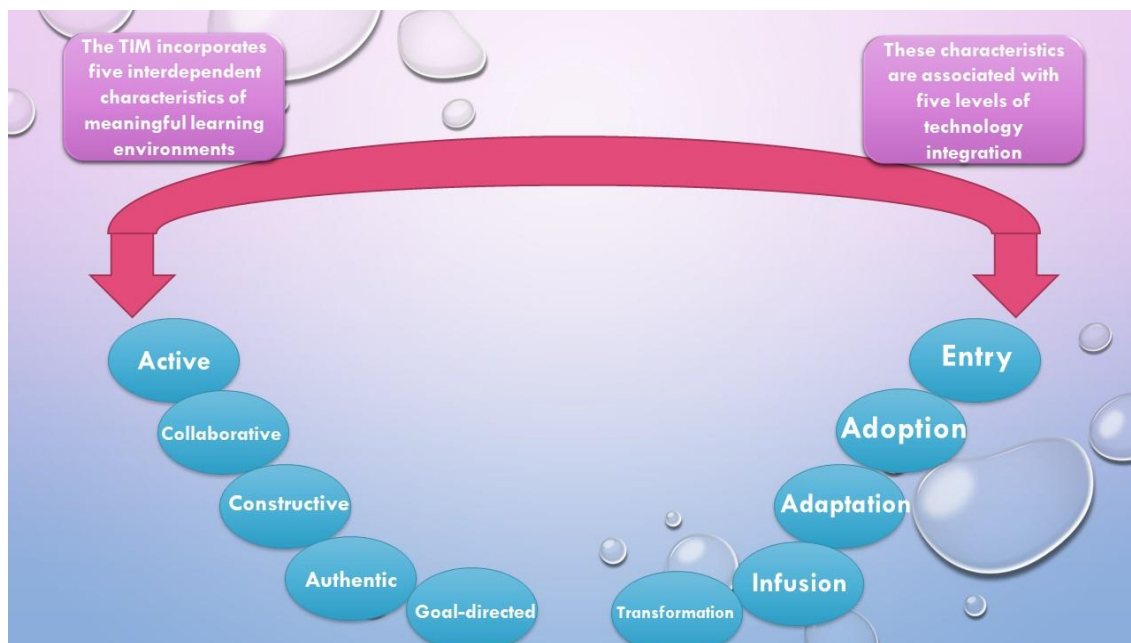 The TIM incorporates
five interdependent
characteristics of
meaningful learning
environments
These characteristics
are associated with
five levels of
technology
integration
Active
Collaborative
Constructive
Authentic
Goal-directed
Entry
Adoption
Adaptation
Infusion
Transformation